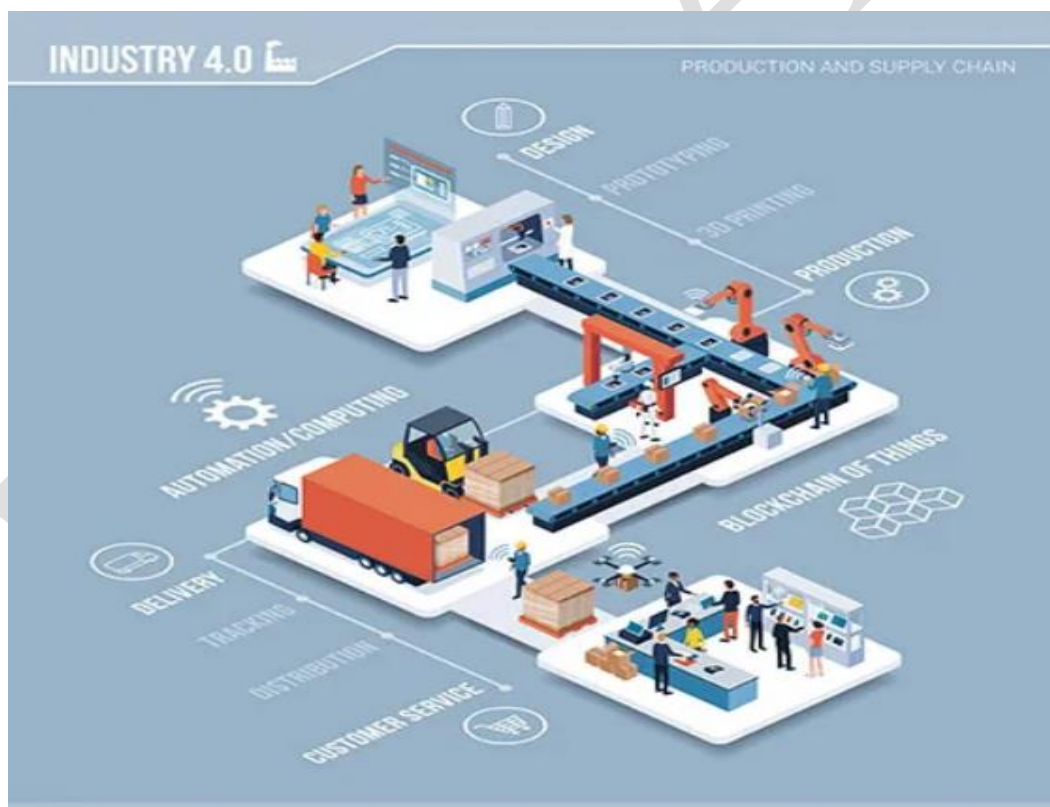 INDUSTRY 4.0
PRODUCTION AND SUPPLY CHAIN
DESIGN
PROTOTYPING
3D PRINTING
PRODUCTION
AUTOMATION/COMPUTING
BLOCKCHAIN OF THINGS
DELIVERY
TRACKING
DISTRIBUTION
CUSTOMER SERVICE